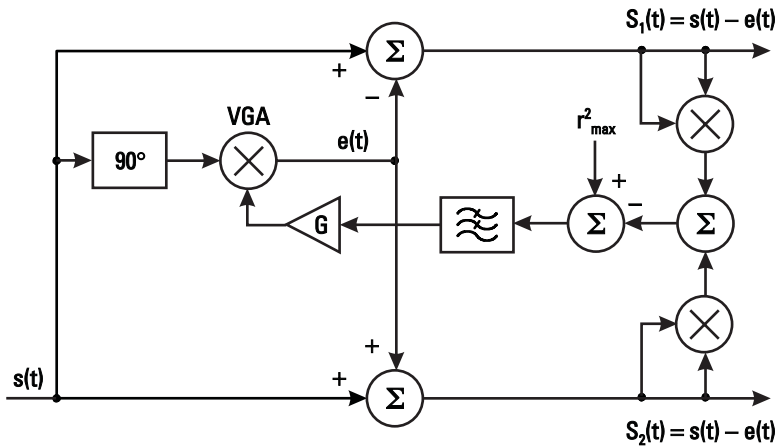 S₁(t) = s(t) – e(t)
Σ
+
–
VGA
r²max
90°
e(t)
+
–
G
Σ
Σ
+
s(t)
+
Σ
S₂(t) = s(t) – e(t)